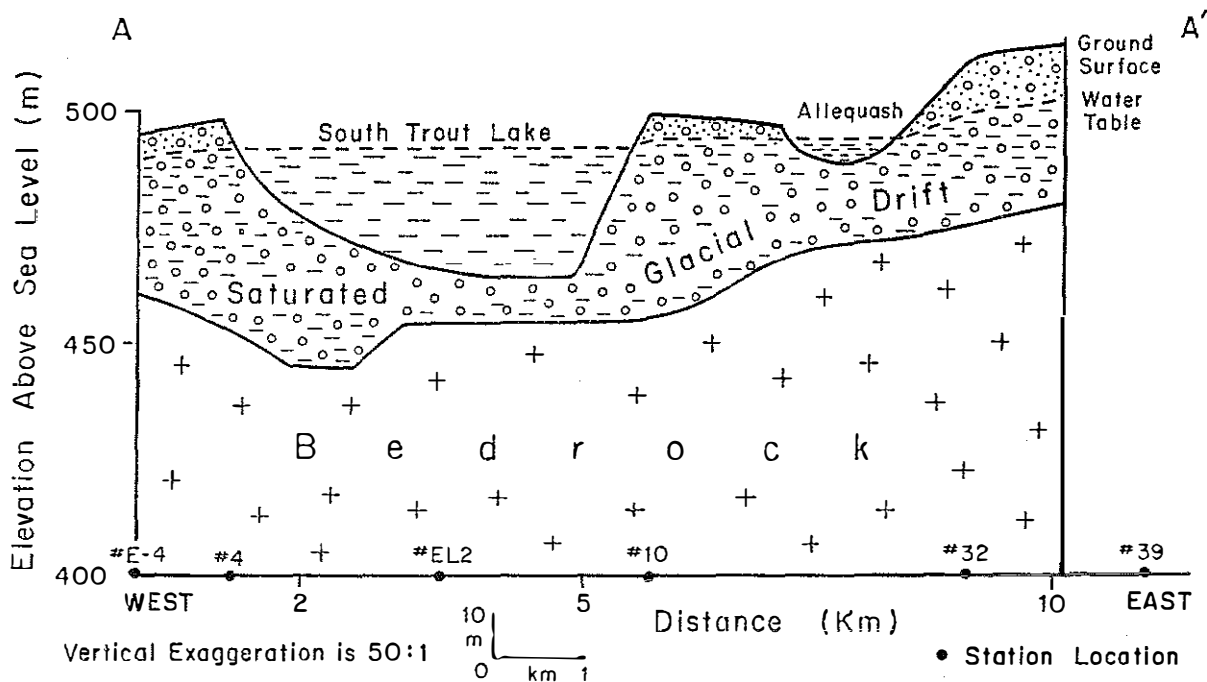 A
A'
Ground
Surface
Water
Table
Elevation Above Sea Level (m)
500
450
400
South Trout Lake
Allequash
Saturated
Glacial
Drift
Bedrock
#E-4
#4
#EL2
#10
#32
#39
WEST
2
5
Distance (Km)
10
EAST
Vertical Exaggeration is 50:1
10
m
0
km
1
• Station Location